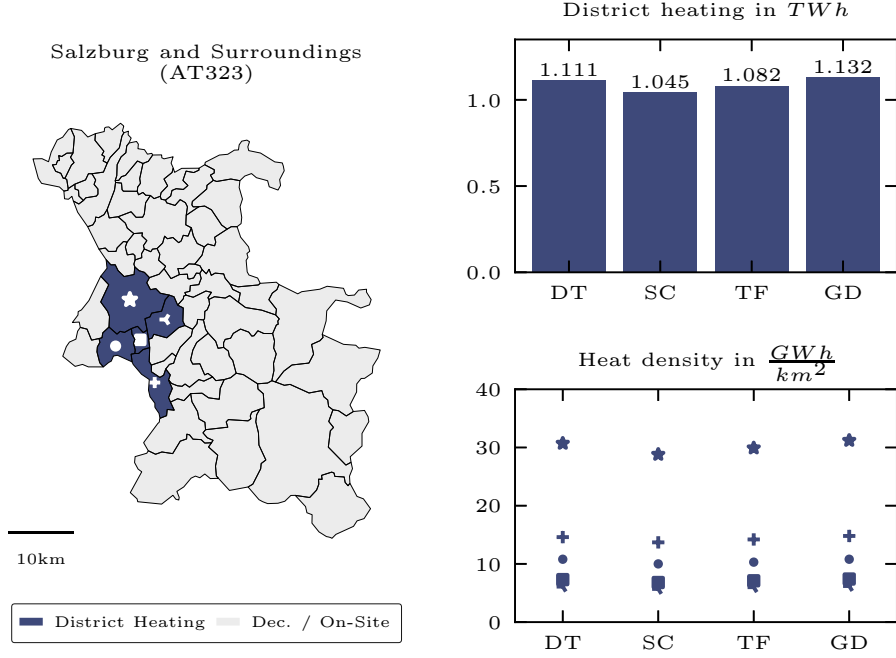 Salzburg and Surroundings
(AT323)
10km
District Heating
Dec. / On-Site
District heating in TWh
1.111
1.045
1.082
1.132
1.0
0.5
0.0
DT
SC
TF
GD
Heat density in GWh/km²
40
30
20
10
0
DT
SC
TF
GD